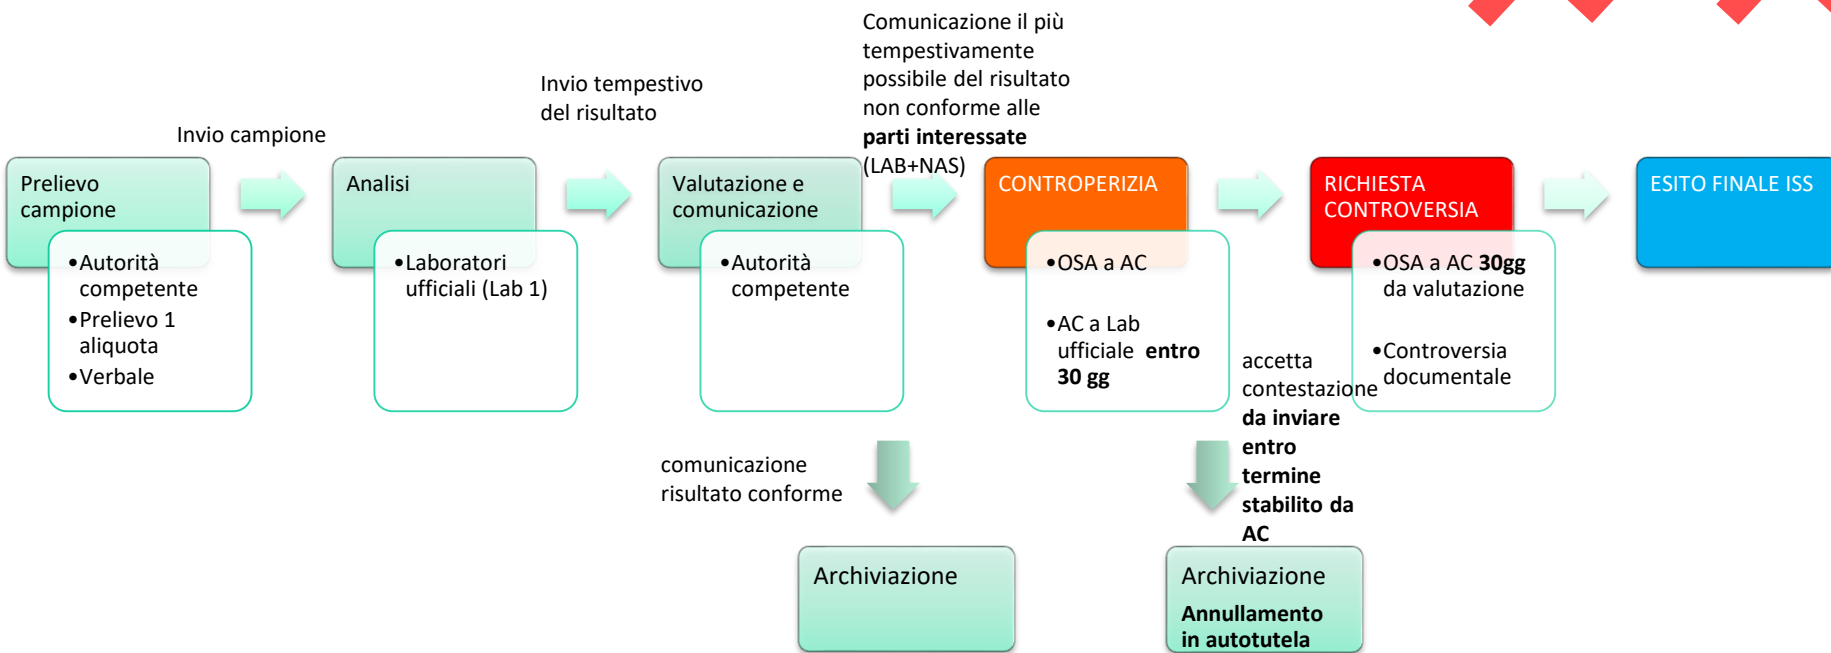 Prelievo
campione
•Autorità
competente
•Prelievo 1
aliquota
•Verbale
Invio campione
Analisi
•Laboratori
ufficiali (Lab 1)
Invio tempestivo
del risultato
Valutazione e
comunicazione
•Autorità
competente
Comunicazione il più
tempestivamente
possibile del risultato
non conforme alle
parti interessate
(LAB+NAS)
CONTROPERIZIA
•OSA a AC
•AC a Lab
ufficiale entro
30 gg
RICHIESTA
CONTROVERSIA
•OSA a AC 30gg
da valutazione
•Controversia
documentale
ESITO FINALE ISS
comunicazione
risultato conforme
Archiviazione
accetta
contestazione
da inviare
entro
termine
stabilito da
AC
Archiviazione
Annullamento
in autotutela